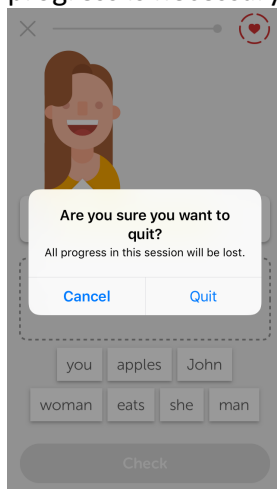 Are you sure you want to
quit?
All progress in this session will be lost.
Cancel Quit
you apples John
woman eats she man
Check